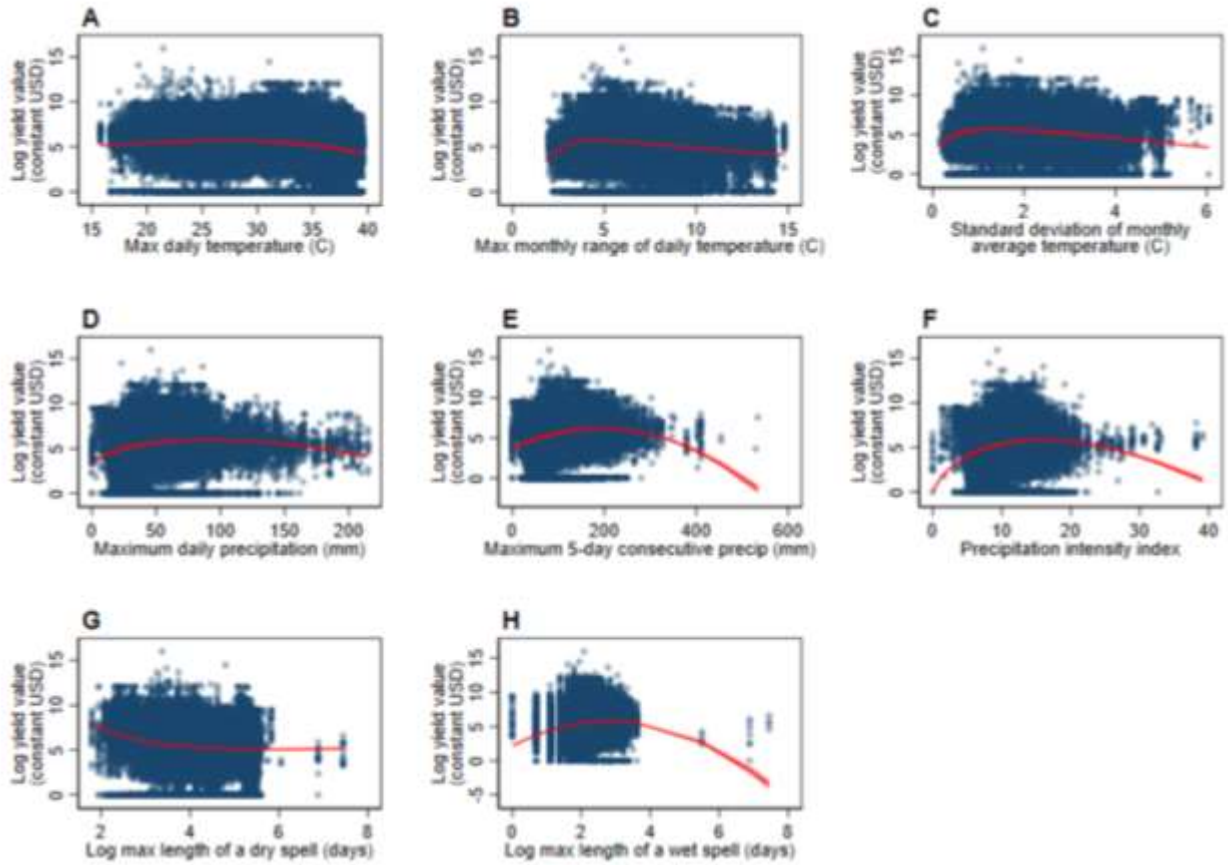 A
Log yield value
(constant USD)
0 5 10 15
15 20 25 30 35 40
Max daily temperature (C)
B
Log yield value
(constant USD)
0 5 10 15
0 5 10 15
Max monthly range of daily temperature (C)
C
Log yield value
(constant USD)
0 5 10 15
0 2 4 6
Standard deviation of monthly
average temperature (C)
D
Log yield value
(constant USD)
0 5 10 15
0 50 100 150 200
Maximum daily precipitation (mm)
E
Log yield value
(constant USD)
0 5 10 15
0 200 400 600
Maximum 5-day consecutive precip (mm)
F
Log yield value
(constant USD)
0 5 10 15
0 10 20 30 40
Precipitation intensity index
G
Log yield value
(constant USD)
0 5 10 15
2 4 6 8
Log max length of a dry spell (days)
H
Log yield value
(constant USD)
-5 0 5 10 15
0 2 4 6 8
Log max length of a wet spell (days)